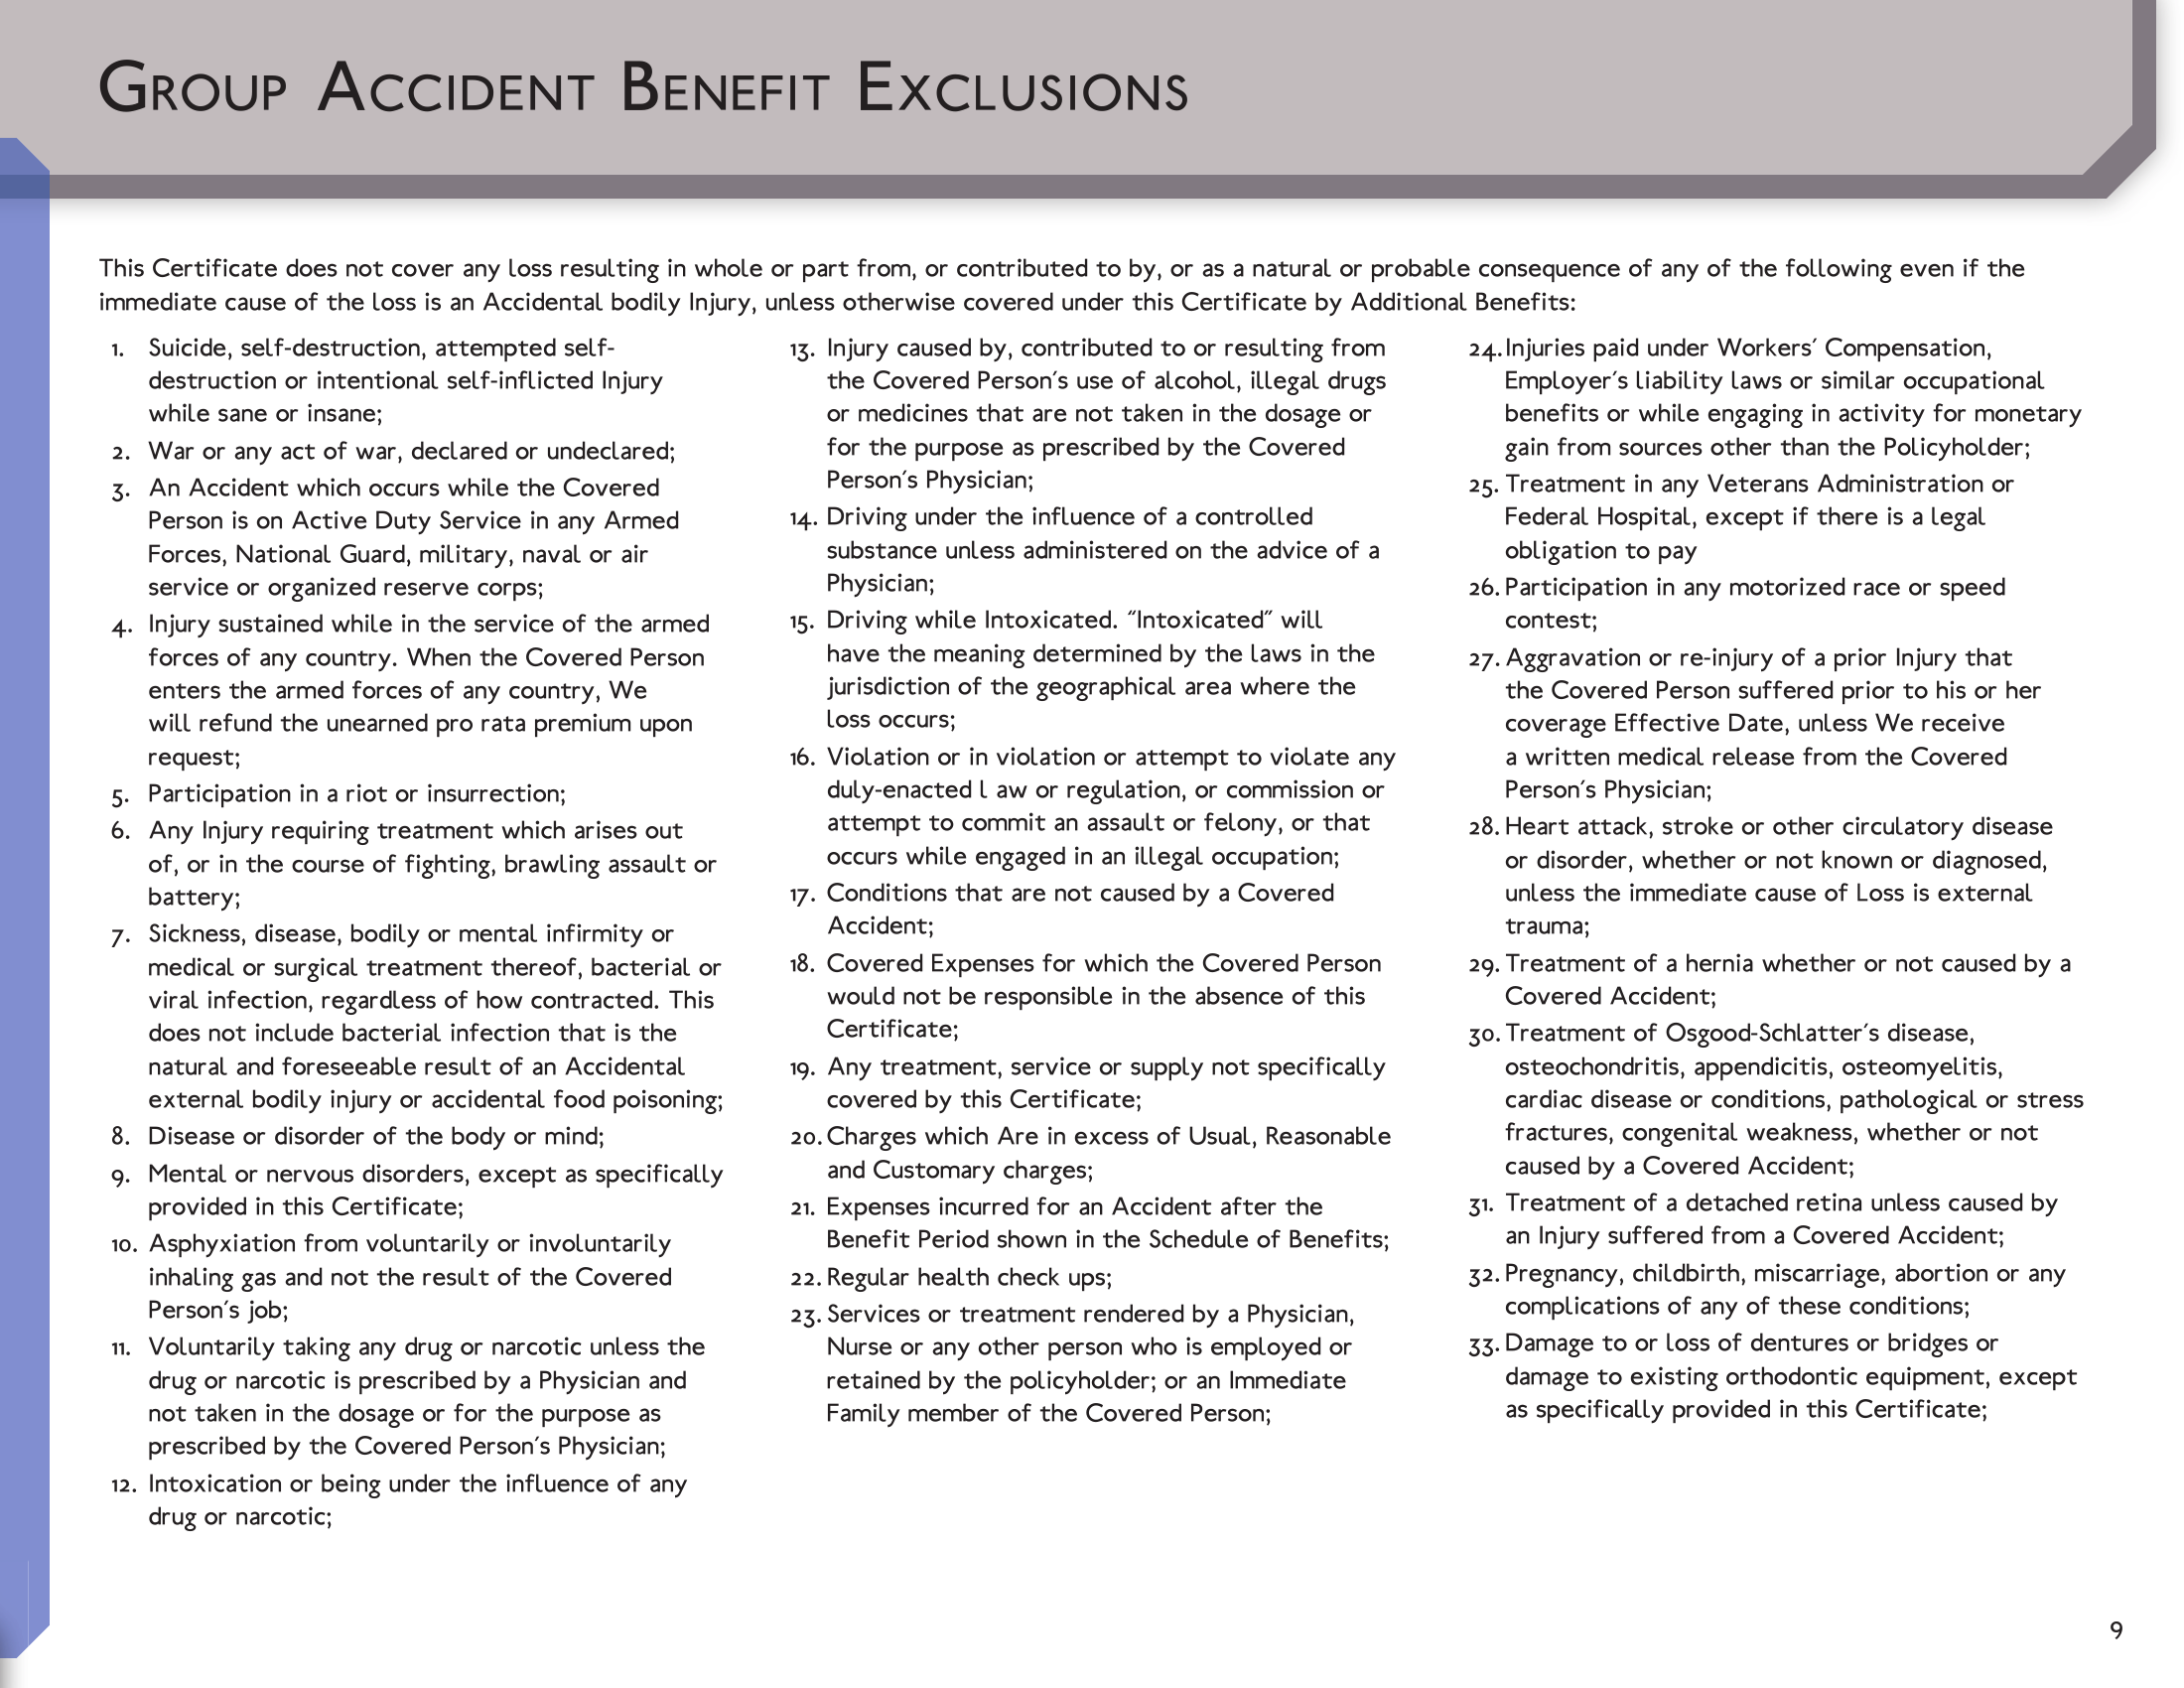 Group Accident Benefit Exclusions
This Certificate does not cover any loss resulting in whole or part from, or contributed to by, or as a natural or probable consequence of any of the following even if the
immediate cause of the loss is an Accidental bodily Injury, unless otherwise covered under this Certificate by Additional Benefits:
1. Suicide, self-destruction, attempted self-
destruction or intentional self-inflicted Injury
while sane or insane;
2. War or any act of war, declared or undeclared;
3. An Accident which occurs while the Covered
Person is on Active Duty Service in any Armed
Forces, National Guard, military, naval or air
service or organized reserve corps;
4. Injury sustained while in the service of the armed
forces of any country. When the Covered Person
enters the armed forces of any country, We
will refund the unearned pro rata premium upon
request;
5. Participation in a riot or insurrection;
6. Any Injury requiring treatment which arises out
of, or in the course of fighting, brawling assault or
battery;
7. Sickness, disease, bodily or mental infirmity or
medical or surgical treatment thereof, bacterial or
viral infection, regardless of how contracted. This
does not include bacterial infection that is the
natural and foreseeable result of an Accidental
external bodily injury or accidental food poisoning;
8. Disease or disorder of the body or mind;
9. Mental or nervous disorders, except as specifically
provided in this Certificate;
10. Asphyxiation from voluntarily or involuntarily
inhaling gas and not the result of the Covered
Person´s job;
11. Voluntarily taking any drug or narcotic unless the
drug or narcotic is prescribed by a Physician and
not taken in the dosage or for the purpose as
prescribed by the Covered Person´s Physician;
12. Intoxication or being under the influence of any
drug or narcotic;
13. Injury caused by, contributed to or resulting from
the Covered Person´s use of alcohol, illegal drugs
or medicines that are not taken in the dosage or
for the purpose as prescribed by the Covered
Person´s Physician;
14. Driving under the influence of a controlled
substance unless administered on the advice of a
Physician;
15. Driving while Intoxicated. ˝Intoxicated˝ will
have the meaning determined by the laws in the
jurisdiction of the geographical area where the
loss occurs;
16. Violation or in violation or attempt to violate any
duly-enacted l aw or regulation, or commission or
attempt to commit an assault or felony, or that
occurs while engaged in an illegal occupation;
17. Conditions that are not caused by a Covered
Accident;
18. Covered Expenses for which the Covered Person
would not be responsible in the absence of this
Certificate;
19. Any treatment, service or supply not specifically
covered by this Certificate;
20. Charges which Are in excess of Usual, Reasonable
and Customary charges;
21. Expenses incurred for an Accident after the
Benefit Period shown in the Schedule of Benefits;
22. Regular health check ups;
23. Services or treatment rendered by a Physician,
Nurse or any other person who is employed or
retained by the policyholder; or an Immediate
Family member of the Covered Person;
24. Injuries paid under Workers´ Compensation,
Employer´s liability laws or similar occupational
benefits or while engaging in activity for monetary
gain from sources other than the Policyholder;
25. Treatment in any Veterans Administration or
Federal Hospital, except if there is a legal
obligation to pay
26. Participation in any motorized race or speed
contest;
27. Aggravation or re-injury of a prior Injury that
the Covered Person suffered prior to his or her
coverage Effective Date, unless We receive
a written medical release from the Covered
Person´s Physician;
28. Heart attack, stroke or other circulatory disease
or disorder, whether or not known or diagnosed,
unless the immediate cause of Loss is external
trauma;
29. Treatment of a hernia whether or not caused by a
Covered Accident;
30. Treatment of Osgood-Schlatter´s disease,
osteochondritis, appendicitis, osteomyelitis,
cardiac disease or conditions, pathological or stress
fractures, congenital weakness, whether or not
caused by a Covered Accident;
31. Treatment of a detached retina unless caused by
an Injury suffered from a Covered Accident;
32. Pregnancy, childbirth, miscarriage, abortion or any
complications of any of these conditions;
33. Damage to or loss of dentures or bridges or
damage to existing orthodontic equipment, except
as specifically provided in this Certificate;
9